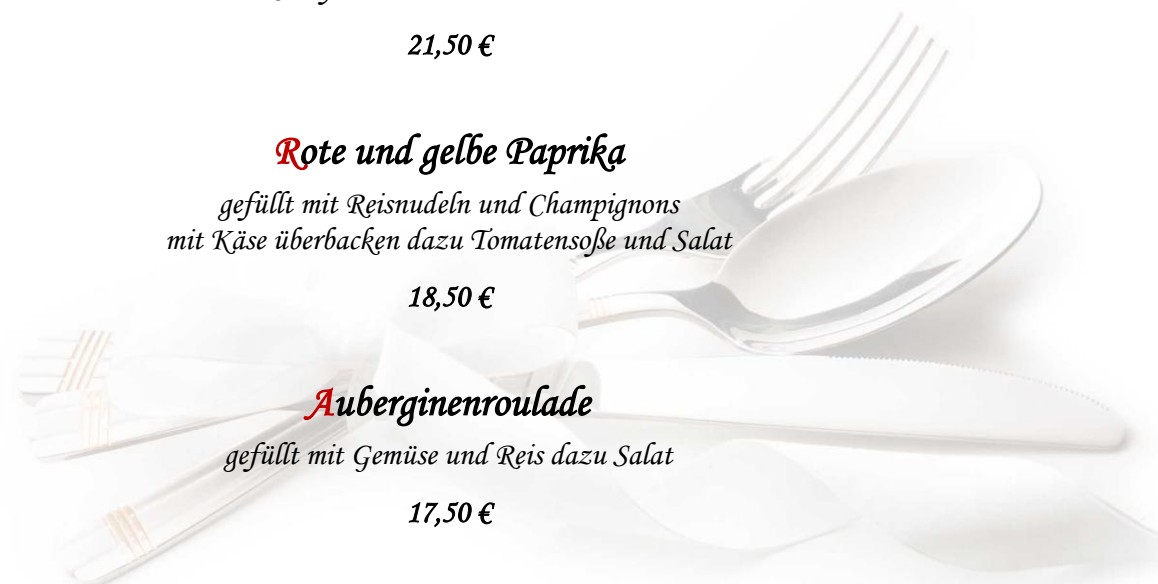 21,50 €
Rote und gelbe Paprika
gefüllt mit Reisnudeln und Champignons
mit Käse überbacken dazu Tomatensoße und Salat
18,50 €
Auberginenroulade
gefüllt mit Gemüse und Reis dazu Salat
17,50 €